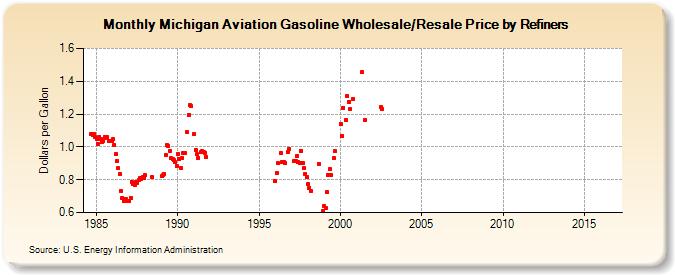 Monthly Michigan Aviation Gasoline Wholesale/Resale Price by Refiners
Dollars per Gallon
1.6
1.4
1.2
1.0
0.8
0.6
1985 1990 1995 2000 2005 2010 2015
Source: U.S. Energy Information Administration